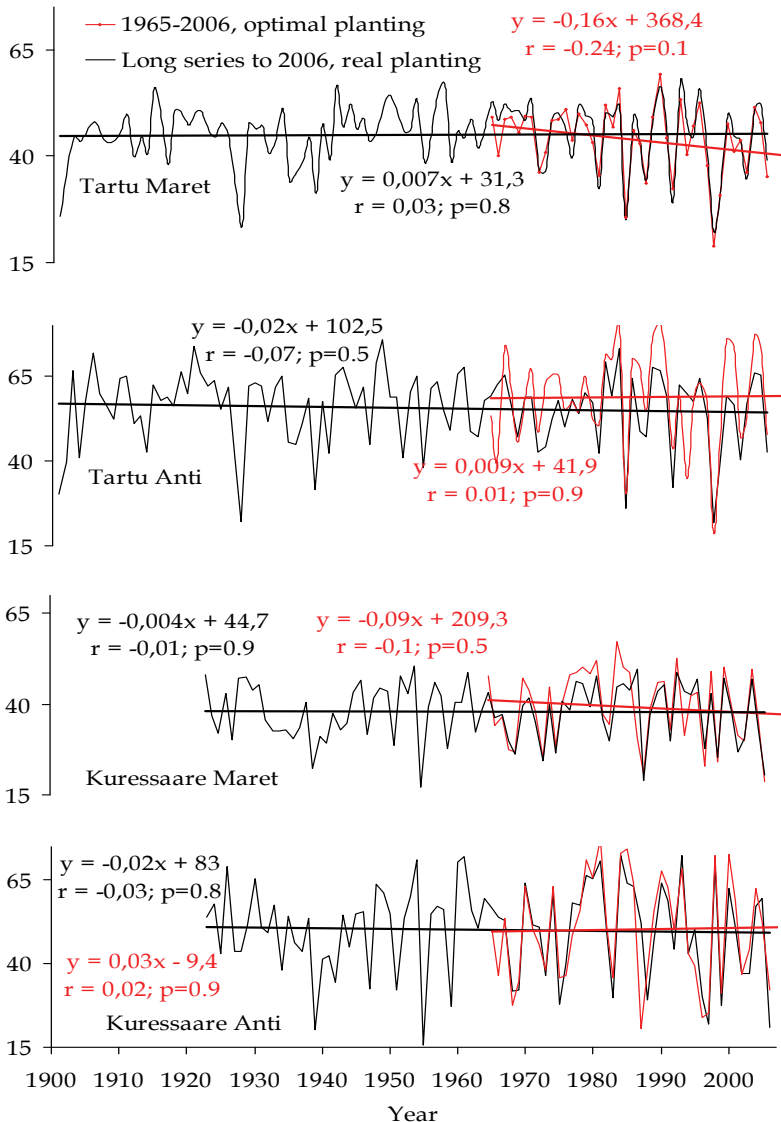 y = -0,16x + 368,4
r = -0.24; p=0.1
1965-2006, optimal planting
Long series to 2006, real planting
65
40
15
Tartu Maret
y = 0,007x + 31,3
r = 0,03; p=0.8
y = -0,02x + 102,5
r = -0,07; p=0.5
65
40
15
Tartu Anti
y = 0,009x + 41,9
r = 0.01; p=0.9
y = -0,004x + 44,7
r = -0,01; p=0.9
y = -0,09x + 209,3
r = -0,1; p=0.5
65
40
15
Kuressaare Maret
y = -0,02x + 83
r = -0,03; p=0.8
65
40
15
y = 0,03x - 9,4
r = 0,02; p=0.9
Kuressaare Anti
1900 1910 1920 1930 1940 1950 1960 1970 1980 1990 2000
Year